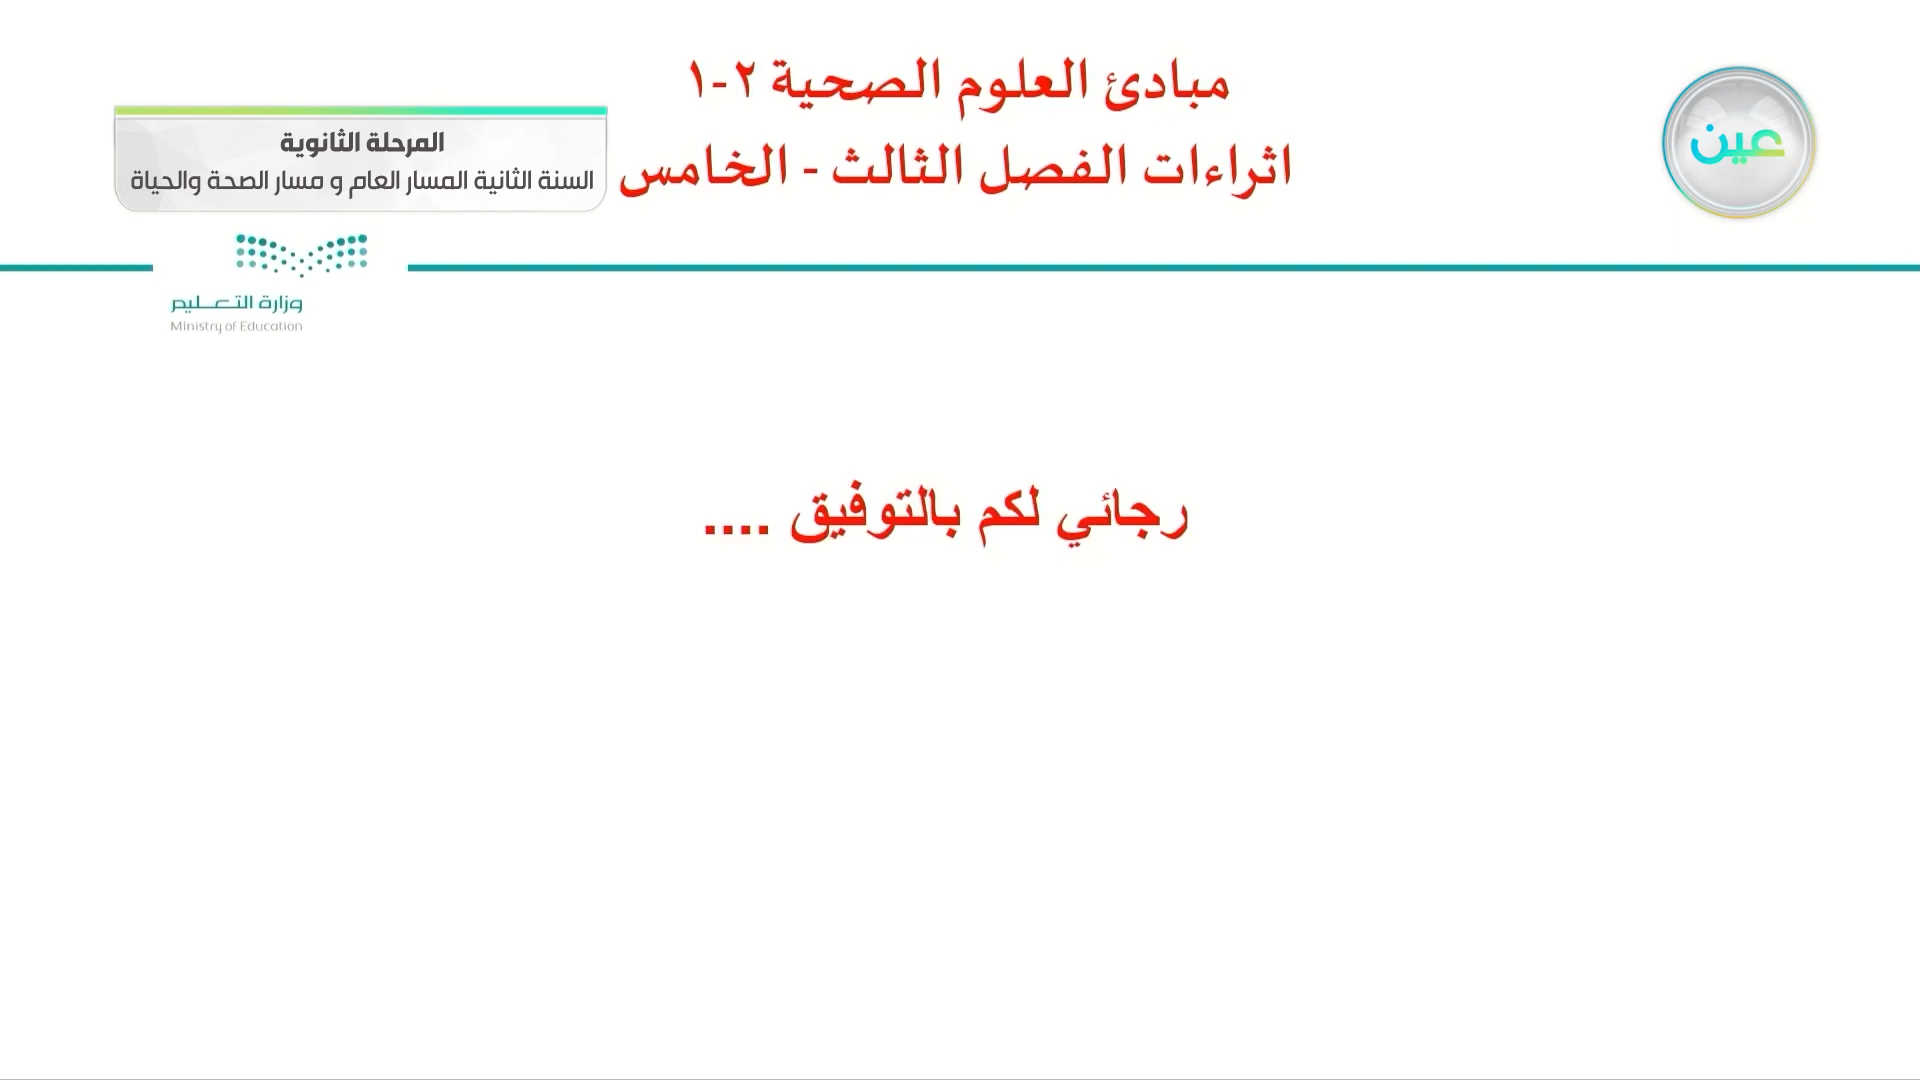 مبادئ العلوم الصحية ٢-١
اثراءات الفصل الثالث - الخامس
المرحلة الثانوية
السنة الثانية المسار العام و مسار الصحة والحياة
عين
وزارة التعـــليم
Ministry of Education
رجائي لكم بالتوفيق ....